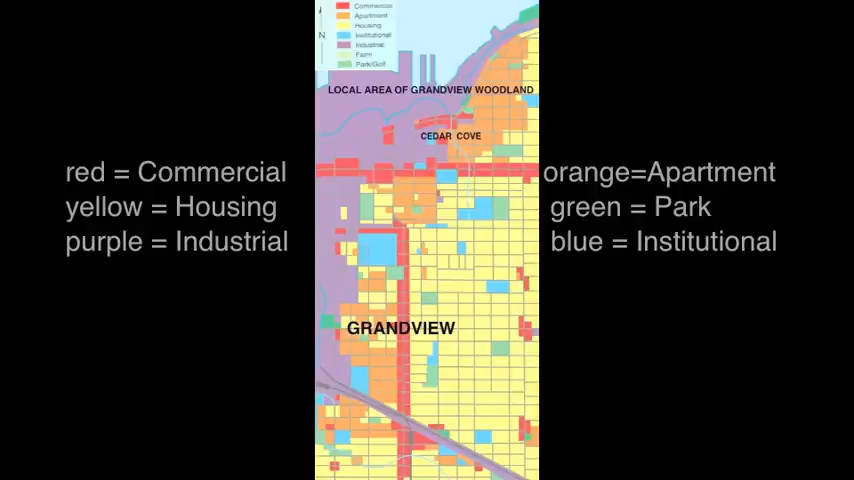 Commercial
Apartment
Housing
Institutional
Industrial
Farm
Park/Golf
N
LOCAL AREA OF GRANDVIEW WOODLAND
CEDAR COVE
red = Commercial
yellow = Housing
purple = Industrial
orange=Apartment
green = Park
blue = Institutional
GRANDVIEW